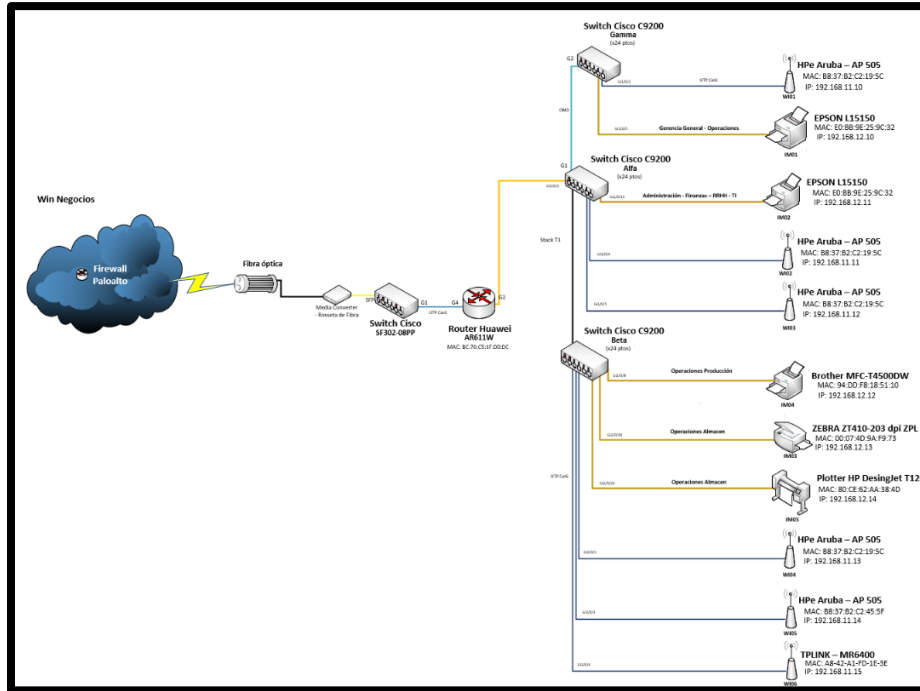 Switch Cisco C9200
Gamma
(x24 ptos)
G2
UTP Cat6
HPe Aruba – AP 505
MAC: B8:37:B2:C2:19:5C
IP: 192.168.11.10
WI01
OM3
Gerencia General - Operaciones
EPSON L15150
MAC: E0:BB:9E:25:9C:32
IP: 192.168.12.10
IM01
G1
Switch Cisco C9200
Alfa
(x24 ptos)
Administración - Finanzas – RRHH - TI
EPSON L15150
MAC: E0:BB:9E:25:9C:32
IP: 192.168.12.11
IM02
Win Negocios
Firewall
Paloalto
Fibra óptica
Media Converter
- Rosseta de Fibra
SFP
Switch Cisco
SF302-08PP
G1
G4
UTP Cat6
Router Huawei
AR611W
MAC: BC:76:C5:1F:D0:DC
G2
Stack T1
HPe Aruba – AP 505
MAC: B8:37:B2:C2:19:5C
IP: 192.168.11.11
WI02
HPe Aruba – AP 505
MAC: B8:37:B2:C2:19:5C
IP: 192.168.11.12
WI03
Switch Cisco C9200
Beta
(x24 ptos)
Operaciones Producción
Brother MFC-T4500DW
MAC: 94:DD:F8:18:51:10
IP: 192.168.12.12
IM04
Operaciones Almacen
ZEBRA ZT410-203 dpi ZPL
MAC: 00:07:4D:9A:F9:73
IP: 192.168.12.13
IM03
UTP Cat6
Operaciones Almacen
Plotter HP DesingJet T12
MAC: 80:CE:62:AA:38:4D
IP: 192.168.12.14
IM05
HPe Aruba – AP 505
MAC: B8:37:B2:C2:19:5C
IP: 192.168.11.13
WI04
HPe Aruba – AP 505
MAC: B8:37:B2:C2:45:5F
IP: 192.168.11.14
WI05
TPLINK – MR6400
MAC: A8-42-A1-FD-1E-3E
IP: 192.168.11.15
WI06